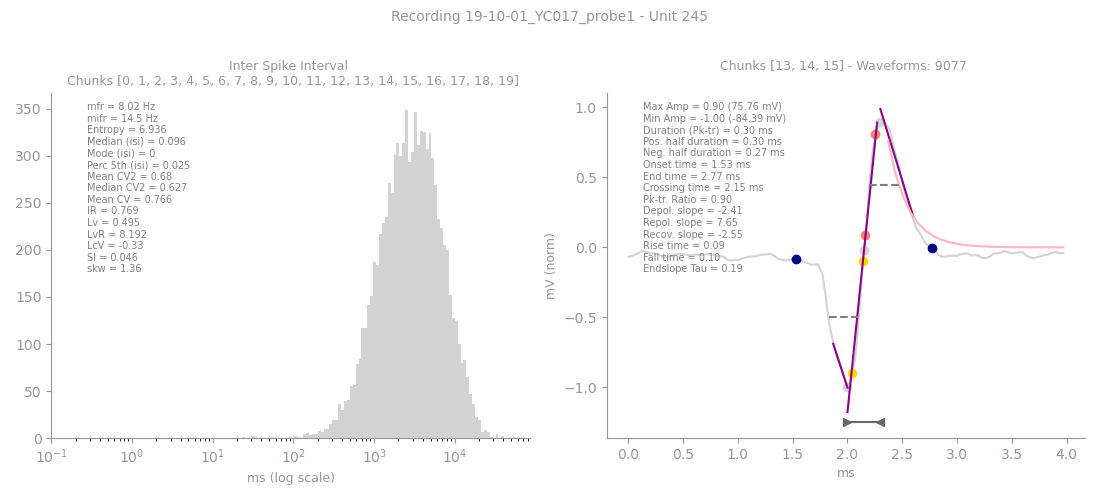 Recording 19-10-01_YC017_probe1 - Unit 245
Inter Spike Interval
Chunks [0, 1, 2, 3, 4, 5, 6, 7, 8, 9, 10, 11, 12, 13, 14, 15, 16, 17, 18, 19]
350
300
250
200
150
100
50
0
mfr = 8.02 Hz
mifr = 14.5 Hz
Entropy = 6.936
Median (isi) = 0.096
Mode (isi) = 0
Perc 5th (isi) = 0.025
Mean CV2 = 0.68
Median CV2 = 0.627
Mean CV = 0.766
IR = 0.769
Lv = 0.495
LvR = 8.192
LcV = -0.33
SI = 0.046
skw = 1.36
10⁻¹ 10⁰ 10¹ 10² 10³ 10⁴
ms (log scale)
Chunks [13, 14, 15] - Waveforms: 9077
mV (norm)
1.0
0.5
0.0
−0.5
−1.0
Max Amp = 0.90 (75.76 mV)
Min Amp = -1.00 (-84.39 mV)
Duration (Pk-tr) = 0.30 ms
Pos. half duration = 0.30 ms
Neg. half duration = 0.27 ms
Onset time = 1.53 ms
End time = 2.77 ms
Crossing time = 2.15 ms
Pk-tr. Ratio = 0.90
Depol. slope = -2.41
Repol. slope = 7.65
Recov. slope = -2.55
Rise time = 0.09
Fall time = 0.10
Endslope Tau = 0.19
0.0 0.5 1.0 1.5 2.0 2.5 3.0 3.5 4.0
ms